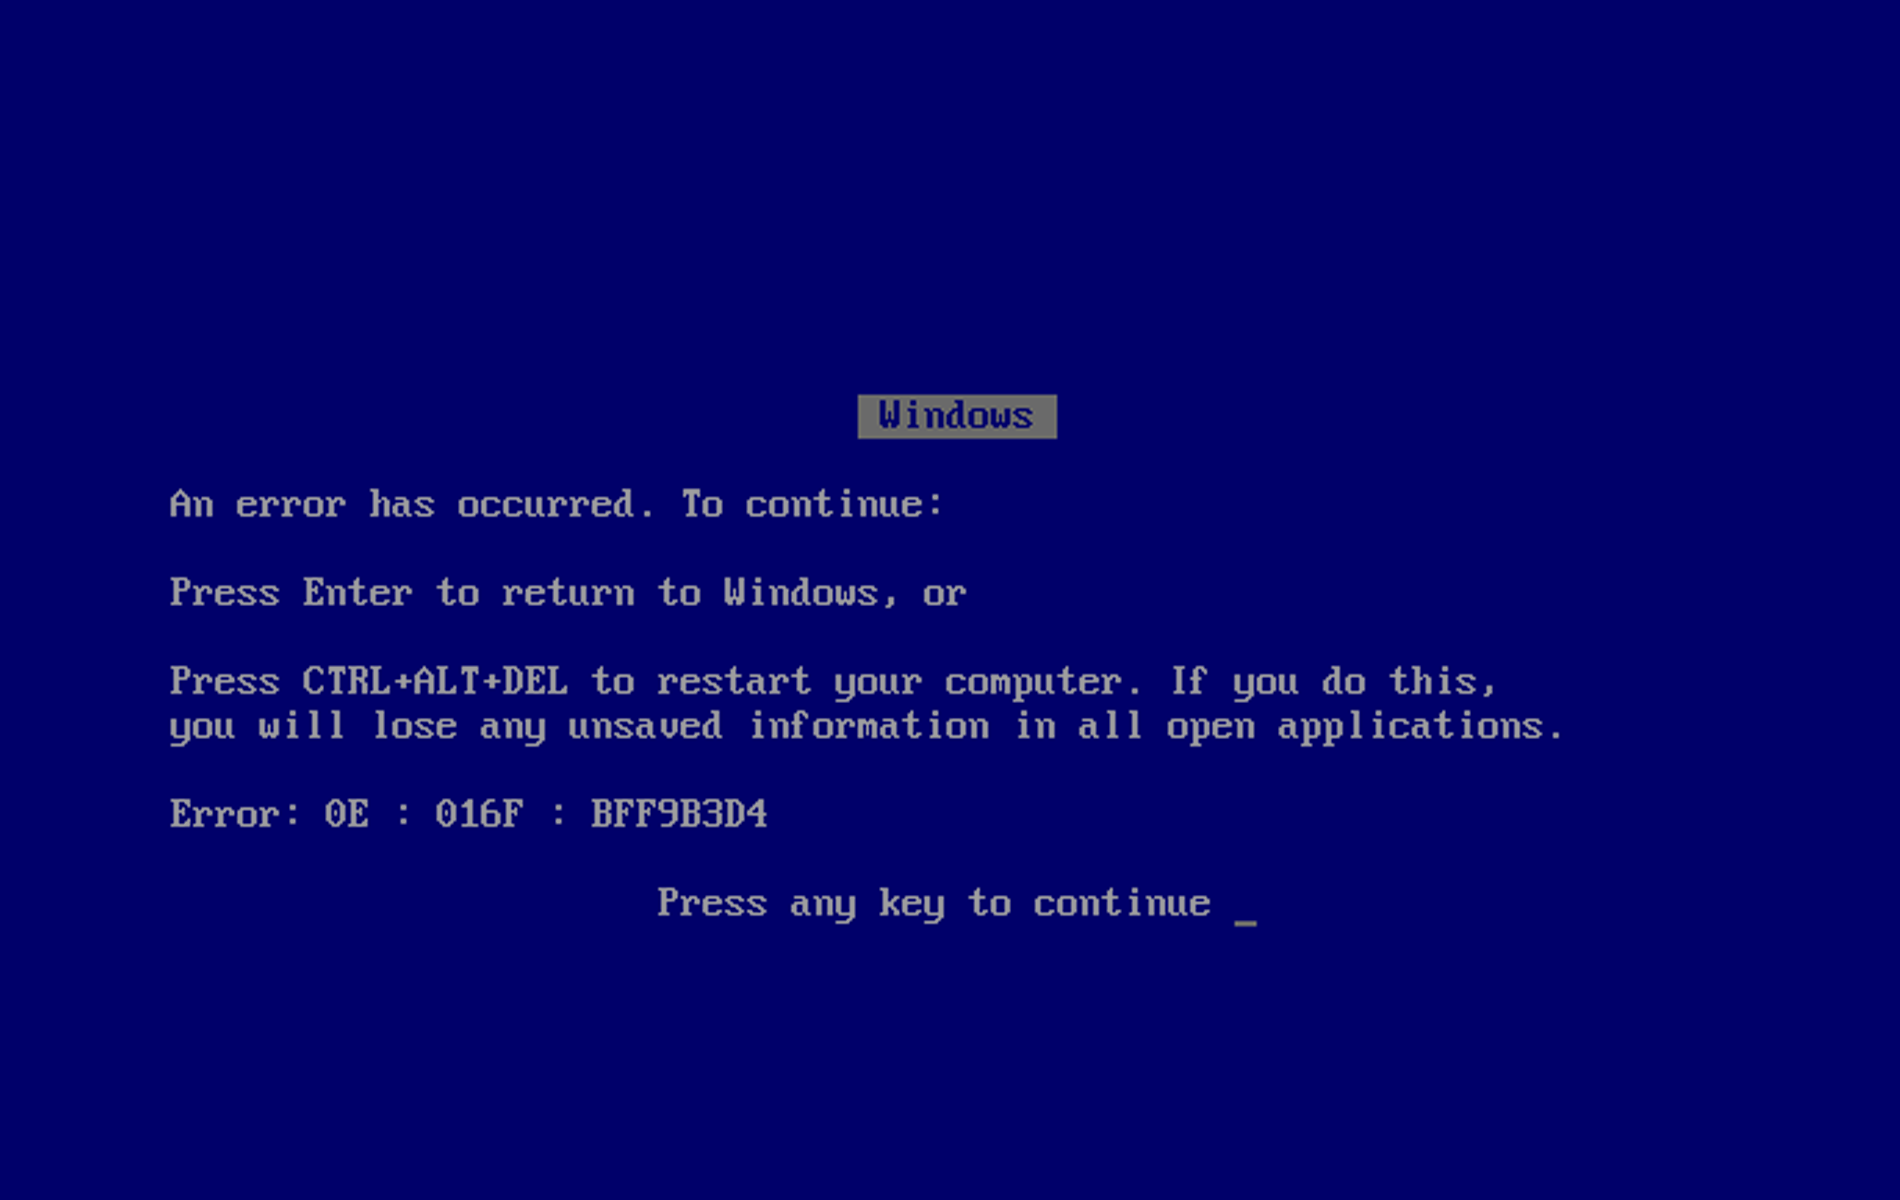 Windows
An error has occurred. To continue:
Press Enter to return to Windows, or
Press CTRL+ALT+DEL to restart your computer. If you do this,
you will lose any unsaved information in all open applications.
Error: 0E : 016F : BFF9B3D4
Press any key to continue _